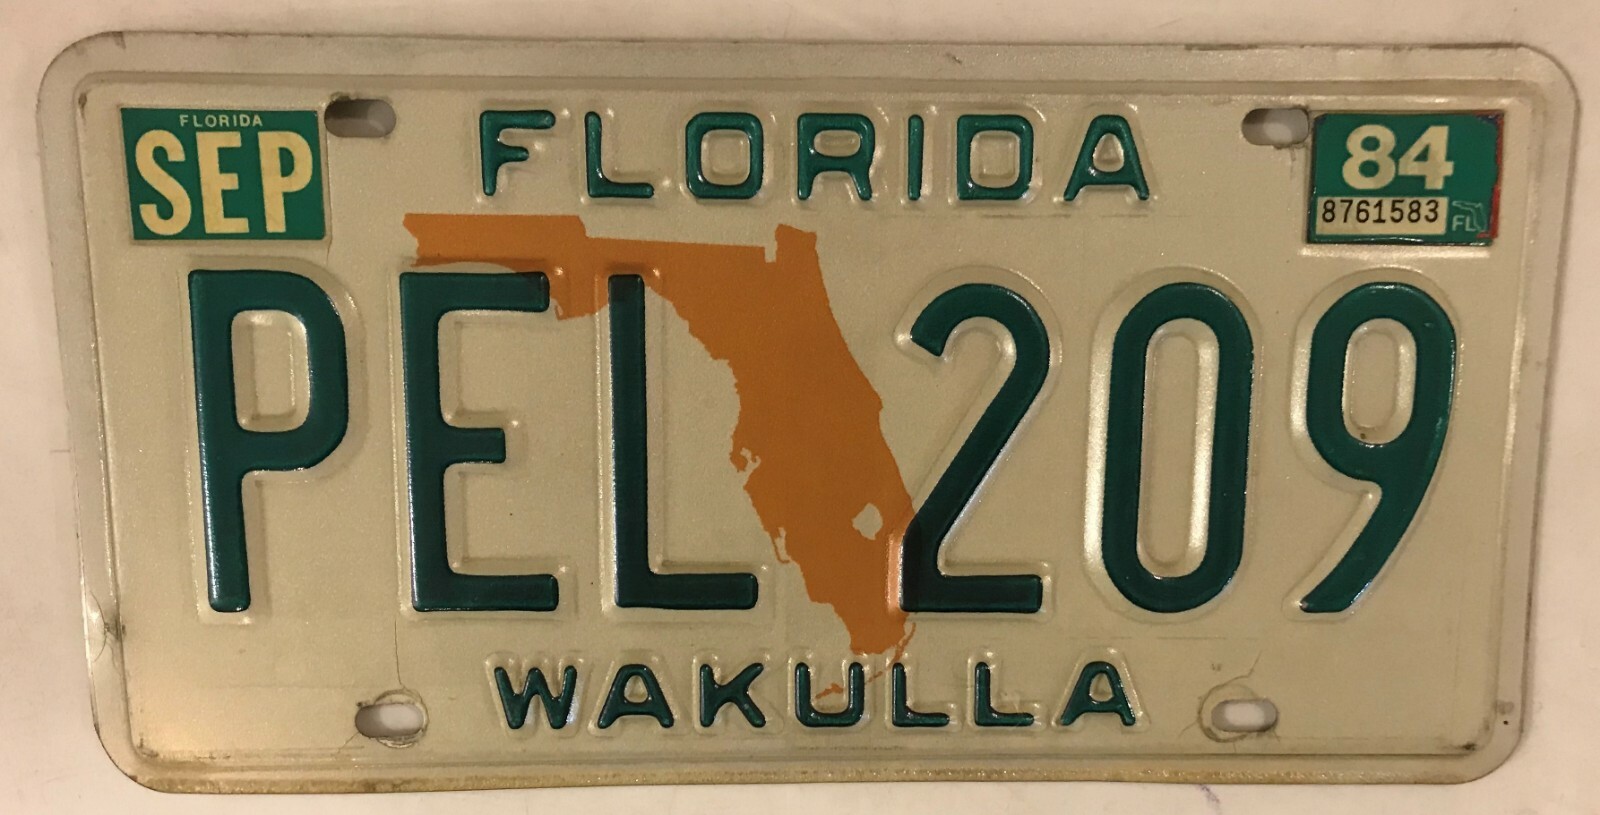 FLORIDA
SEP
FLORIDA
84
8761583 FL
PEL 209
WAKULLA